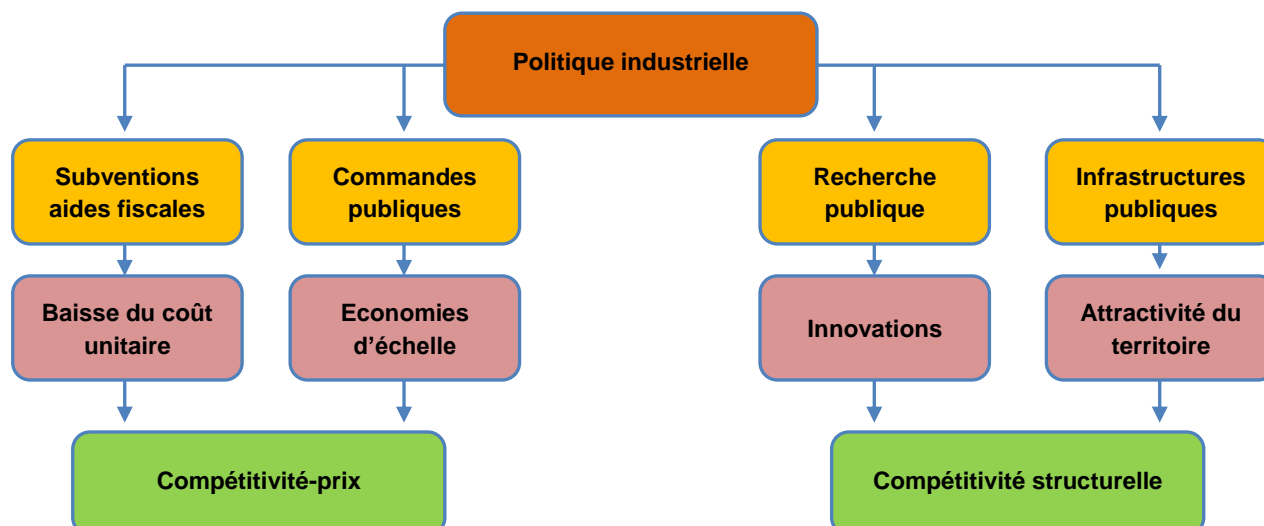 Politique industrielle
Subventions
aides fiscales
Commandes
publiques
Recherche
publique
Infrastructures
publiques
Baisse du coût
unitaire
Economies
d’échelle
Innovations
Attractivité du
territoire
Compétitivité-prix
Compétitivité structurelle